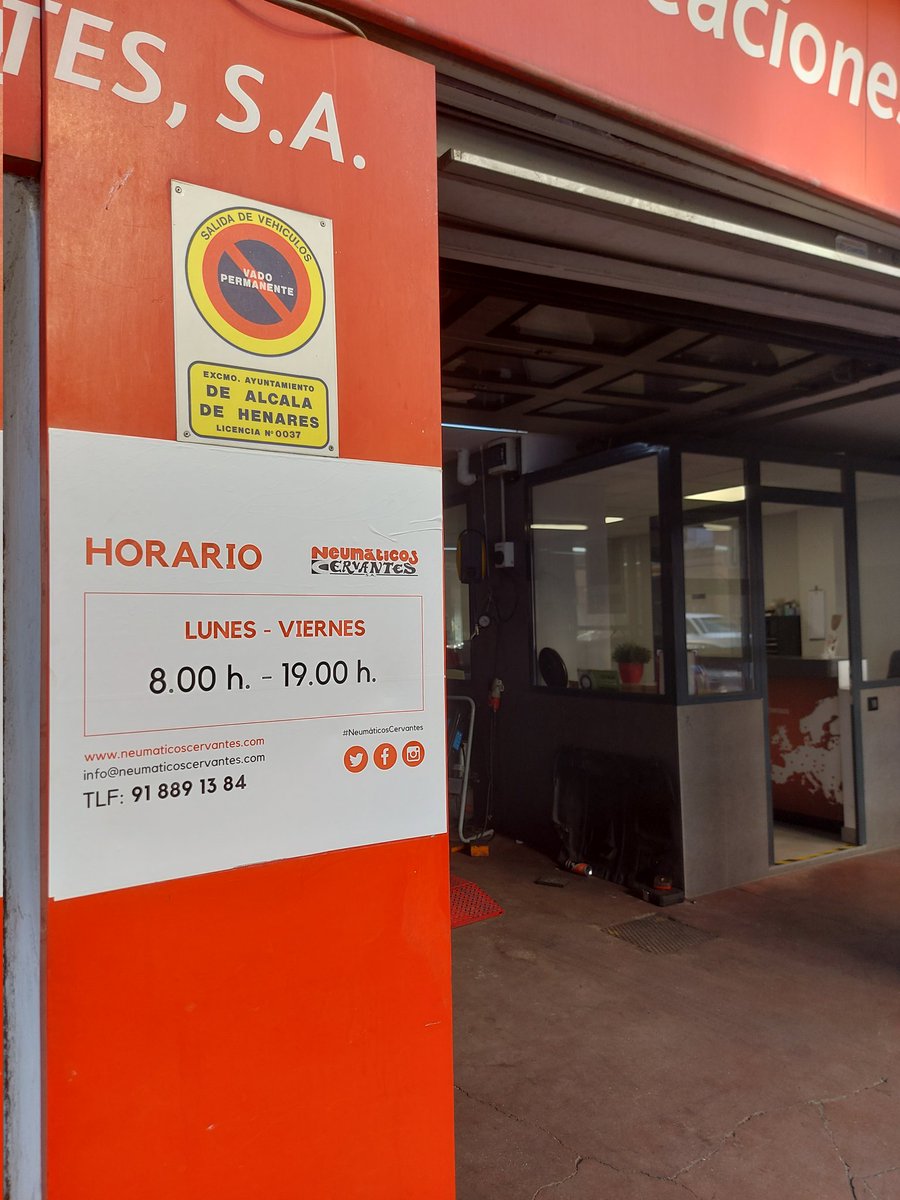 TES, S.A.
caciones
SALIDA DE VEHICULOS
VADO
PERMANENTE
EXCMO. AYUNTAMIENTO
DE ALCALA
DE HENARES
LICENCIA Nº 0037
HORARIO
Neumáticos
CERVANTES
S.A.
LUNES - VIERNES
8.00 h. - 19.00 h.
#NeumáticosCervantes
www.neumaticoscervantes.com
info@neumaticoscervantes.com
TLF: 91 889 13 84